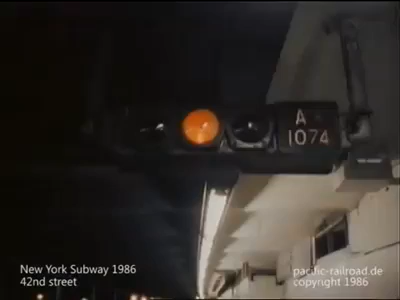 A
1074
New York Subway 1986
42nd street
pacific-railroad.de
copyright 1986